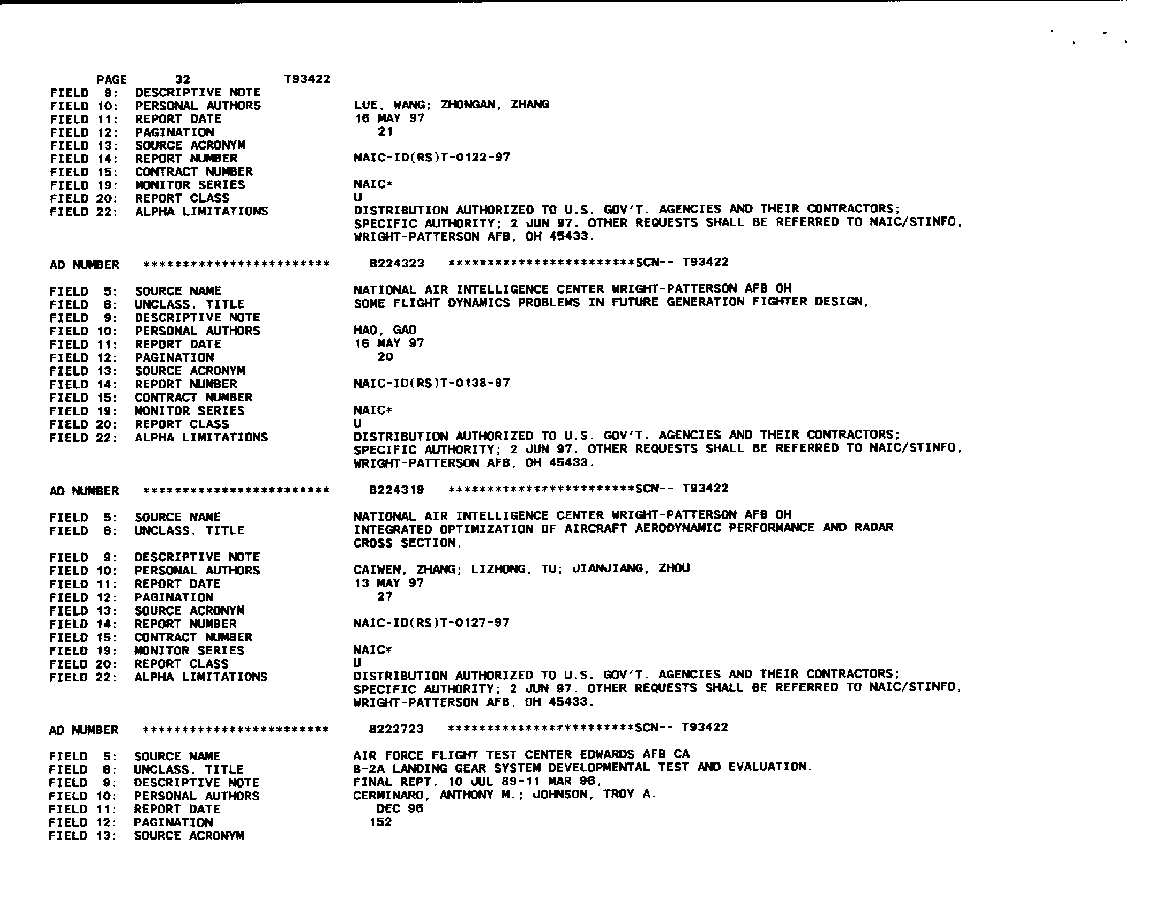 PAGE 32 T93422
FIELD 9: DESCRIPTIVE NOTE
FIELD 10: PERSONAL AUTHORS LUE, WANG; ZHONGAN, ZHANG
FIELD 11: REPORT DATE 16 MAY 97
FIELD 12: PAGINATION 21
FIELD 13: SOURCE ACRONYM
FIELD 14: REPORT NUMBER NAIC-ID(RS)T-0122-97
FIELD 15: CONTRACT NUMBER
FIELD 19: MONITOR SERIES NAIC*
FIELD 20: REPORT CLASS U
FIELD 22: ALPHA LIMITATIONS DISTRIBUTION AUTHORIZED TO U.S. GOV'T. AGENCIES AND THEIR CONTRACTORS;
SPECIFIC AUTHORITY; 2 JUN 97. OTHER REQUESTS SHALL BE REFERRED TO NAIC/STINFO,
WRIGHT-PATTERSON AFB, OH 45433.
AD NUMBER ************************ B224323 ************************SCN-- T93422
FIELD 5: SOURCE NAME NATIONAL AIR INTELLIGENCE CENTER WRIGHT-PATTERSON AFB OH
FIELD 6: UNCLASS. TITLE SOME FLIGHT DYNAMICS PROBLEMS IN FUTURE GENERATION FIGHTER DESIGN,
FIELD 9: DESCRIPTIVE NOTE
FIELD 10: PERSONAL AUTHORS HAO, GAO
FIELD 11: REPORT DATE 16 MAY 97
FIELD 12: PAGINATION 20
FIELD 13: SOURCE ACRONYM
FIELD 14: REPORT NUMBER NAIC-ID(RS)T-0138-97
FIELD 15: CONTRACT NUMBER
FIELD 19: MONITOR SERIES NAIC*
FIELD 20: REPORT CLASS U
FIELD 22: ALPHA LIMITATIONS DISTRIBUTION AUTHORIZED TO U.S. GOV'T. AGENCIES AND THEIR CONTRACTORS;
SPECIFIC AUTHORITY; 2 JUN 97. OTHER REQUESTS SHALL BE REFERRED TO NAIC/STINFO,
WRIGHT-PATTERSON AFB, OH 45433.
AD NUMBER ************************ B224319 ************************SCN-- T93422
FIELD 5: SOURCE NAME NATIONAL AIR INTELLIGENCE CENTER WRIGHT-PATTERSON AFB OH
FIELD 6: UNCLASS. TITLE INTEGRATED OPTIMIZATION OF AIRCRAFT AERODYNAMIC PERFORMANCE AND RADAR
CROSS SECTION,
FIELD 9: DESCRIPTIVE NOTE
FIELD 10: PERSONAL AUTHORS CAIWEN, ZHANG; LIZHONG, TU; JIANJIANG, ZHOU
FIELD 11: REPORT DATE 13 MAY 97
FIELD 12: PAGINATION 27
FIELD 13: SOURCE ACRONYM
FIELD 14: REPORT NUMBER NAIC-ID(RS)T-0127-97
FIELD 15: CONTRACT NUMBER
FIELD 19: MONITOR SERIES NAIC*
FIELD 20: REPORT CLASS U
FIELD 22: ALPHA LIMITATIONS DISTRIBUTION AUTHORIZED TO U.S. GOV'T. AGENCIES AND THEIR CONTRACTORS;
SPECIFIC AUTHORITY; 2 JUN 97. OTHER REQUESTS SHALL BE REFERRED TO NAIC/STINFO,
WRIGHT-PATTERSON AFB, OH 45433.
AD NUMBER ************************ B222723 ************************SCN-- T93422
FIELD 5: SOURCE NAME AIR FORCE FLIGHT TEST CENTER EDWARDS AFB CA
FIELD 6: UNCLASS. TITLE B-2A LANDING GEAR SYSTEM DEVELOPMENTAL TEST AND EVALUATION.
FIELD 9: DESCRIPTIVE NOTE FINAL REPT. 10 JUL 89-11 MAR 96,
FIELD 10: PERSONAL AUTHORS CERMINARO, ANTHONY M.; JOHNSON, TROY A.
FIELD 11: REPORT DATE DEC 96
FIELD 12: PAGINATION 152
FIELD 13: SOURCE ACRONYM